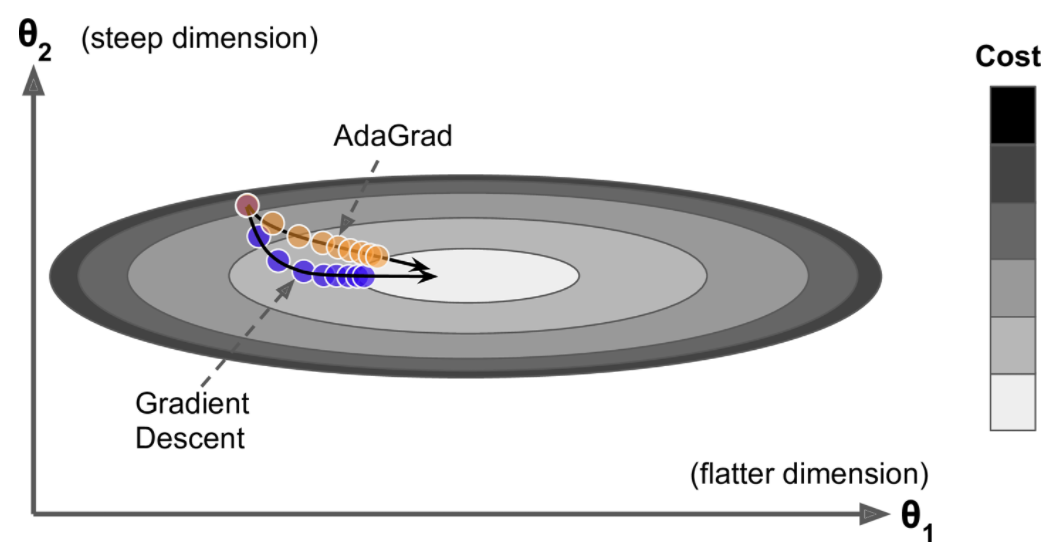 θ2 (steep dimension)
Cost
AdaGrad
Gradient
Descent
(flatter dimension)
θ1